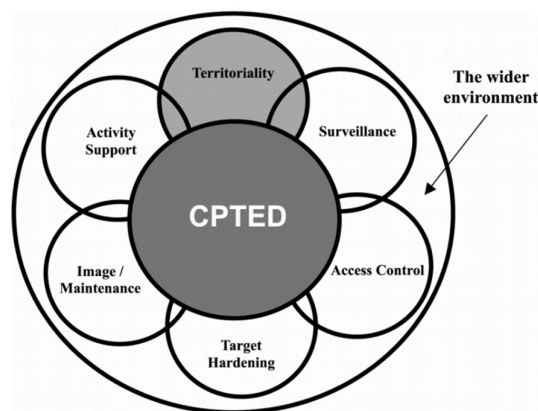 Territoriality
The wider
environment
Activity
Support
Surveillance
CPTED
Image /
Maintenance
Access Control
Target
Hardening